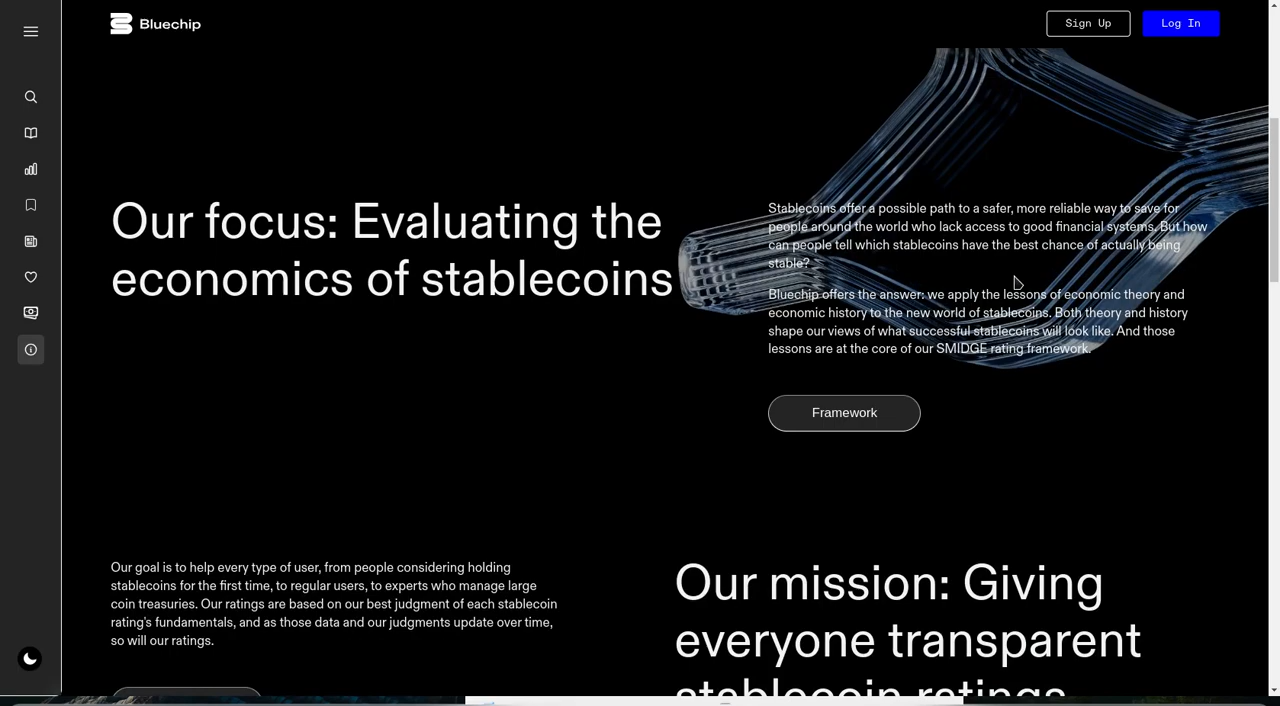 Bluechip
Sign Up
Log In
Our focus: Evaluating the
economics of stablecoins
Stablecoins offer a possible path to a safer, more reliable way to save for
people around the world who lack access to good financial systems. But how
can people tell which stablecoins have the best chance of actually being
stable?
Bluechip offers the answer: we apply the lessons of economic theory and
economic history to the new world of stablecoins. Both theory and history
shape our views of what successful stablecoins will look like. And those
lessons are at the core of our SMIDGE rating framework.
Framework
Our goal is to help every type of user, from people considering holding
stablecoins for the first time, to regular users, to experts who manage large
coin treasuries. Our ratings are based on our best judgment of each stablecoin
rating's fundamentals, and as those data and our judgments update over time,
so will our ratings.
Our mission: Giving
everyone transparent
stablecoin ratings